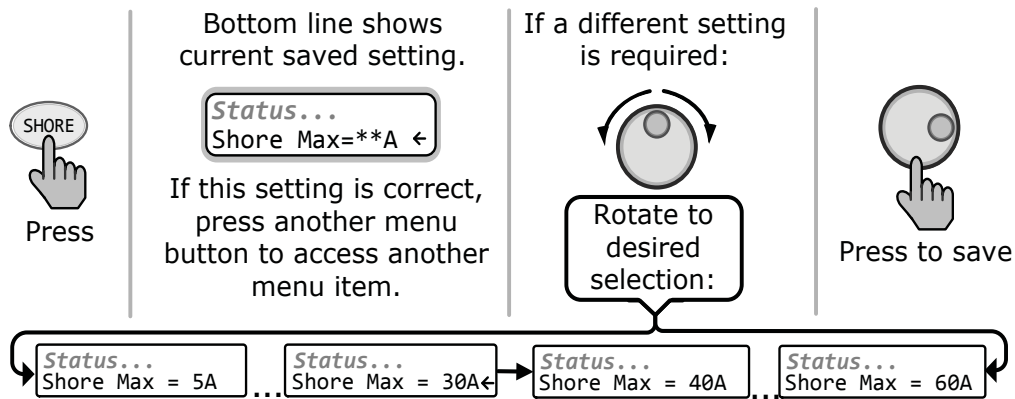 SHORE
Press
Bottom line shows
current saved setting.
Status...
Shore Max=**A ←
If this setting is correct,
press another menu
button to access another
menu item.
If a different setting
is required:
Rotate to
desired
selection:
Press to save
Status...
Shore Max = 5A
...
Status...
Shore Max = 30A←
Status...
Shore Max = 40A
...
Status...
Shore Max = 60A